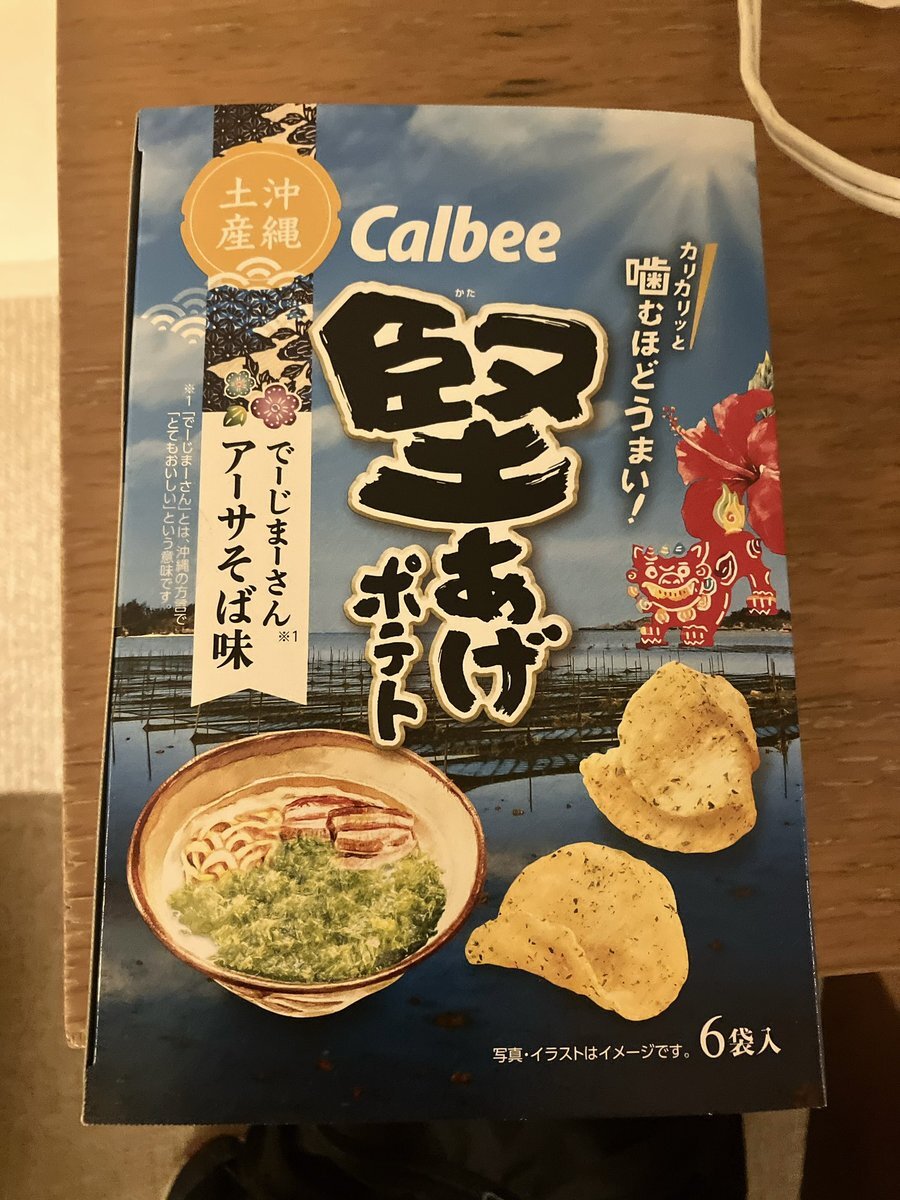 沖縄
土産
Calbee
かた
堅あげ
ポテト
カリカリッと
噛むほどうまい!
でーじまーさん※1
アーサそば味
※1「でーじまーさん」とは、沖縄の方言で
「とてもおいしい」という意味です。
写真・イラストはイメージです。
6袋入